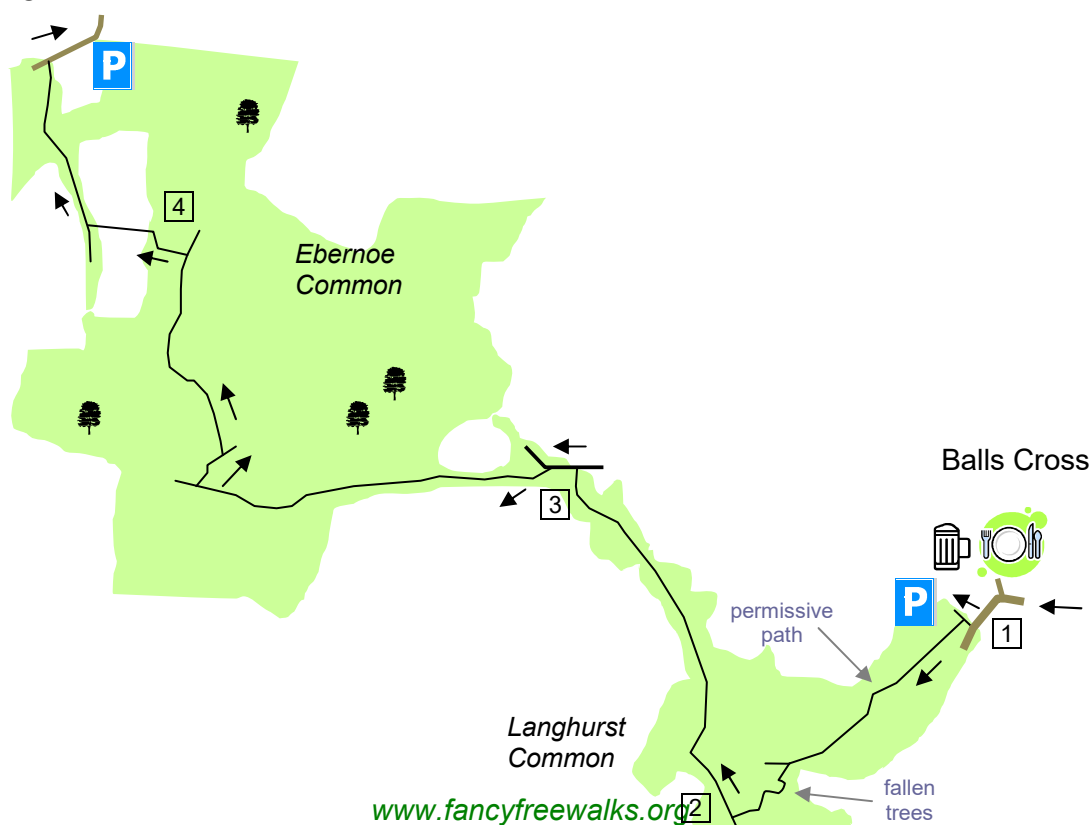 P
4
Ebernoe
Common
Balls Cross
3
P
permissive
path
1
Langhurst
Common
fallen
trees
www.fancyfreewalks.org
2